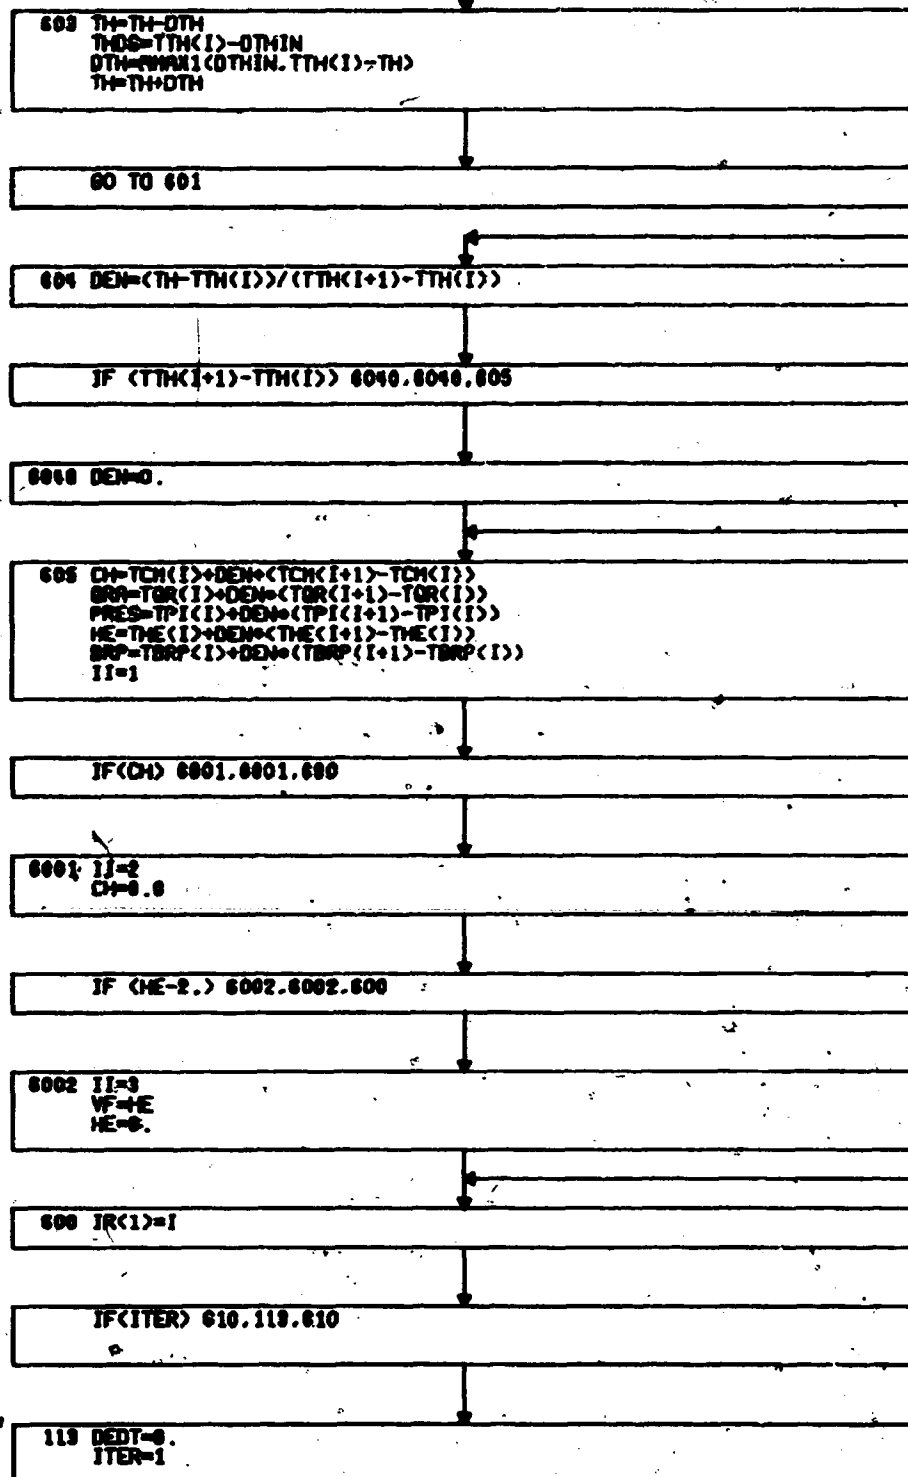 603 TH=TH-DTH
THDS=TTH(I)-DTMIN
DTH=AMAX1(DTHIN.TTH(I)-TH)
TH=TH+DTH
GO TO 601
604 DEN=(TH-TTH(I))/(TTH(I+1)-TTH(I))
IF (TTH(I+1)-TTH(I)) 6040.6040.605
6040 DEN=0.
605 CH=TCH(I)+DEN*(TCH(I+1)-TCH(I))
QRA=TQR(I)+DEN*(TQR(I+1)-TQR(I))
PRES=TPI(I)+DEN*(TPI(I+1)-TPI(I))
HE=THE(I)+DEN*(THE(I+1)-THE(I))
BRP=TBRP(I)+DEN*(TBRP(I+1)-TBRP(I))
II=1
IF(CH) 6001.6001.600
6001 II=2
CH=0.0
IF (HE-2.) 6002.6002.600
6002 II=3
VF=HE
HE=0.
600 IR(1)=I
IF(ITER) 610.113.610
113 DEDT=0.
ITER=1